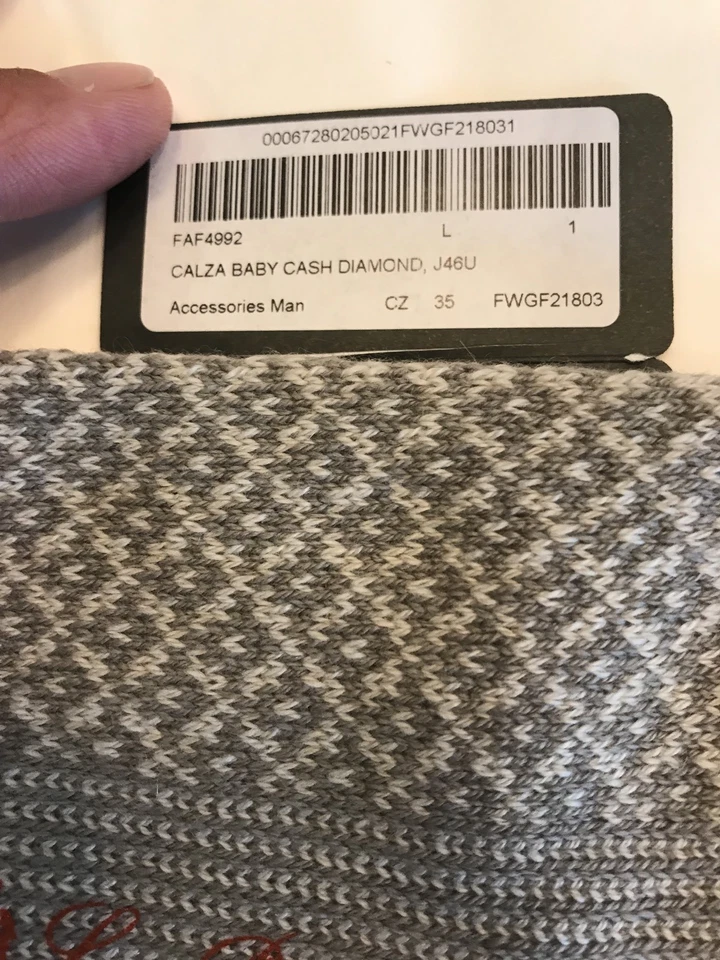 00067280205021FWGF218031
FAF4992 L 1
CALZA BABY CASH DIAMOND, J46U
Accessories Man CZ 35 FWGF21803